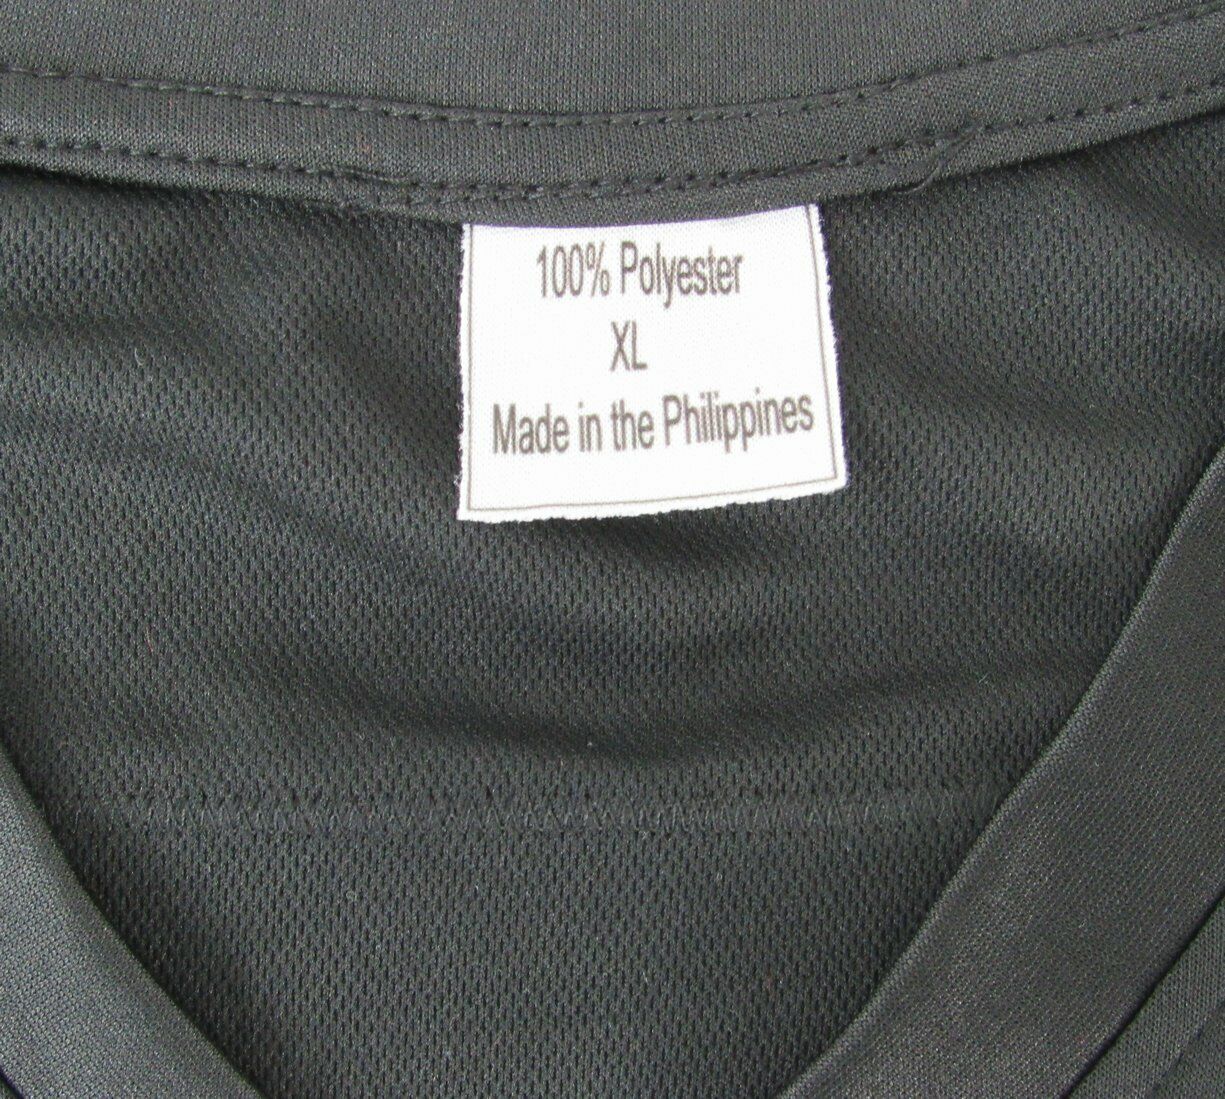 100% Polyester
XL
Made in the Philippines